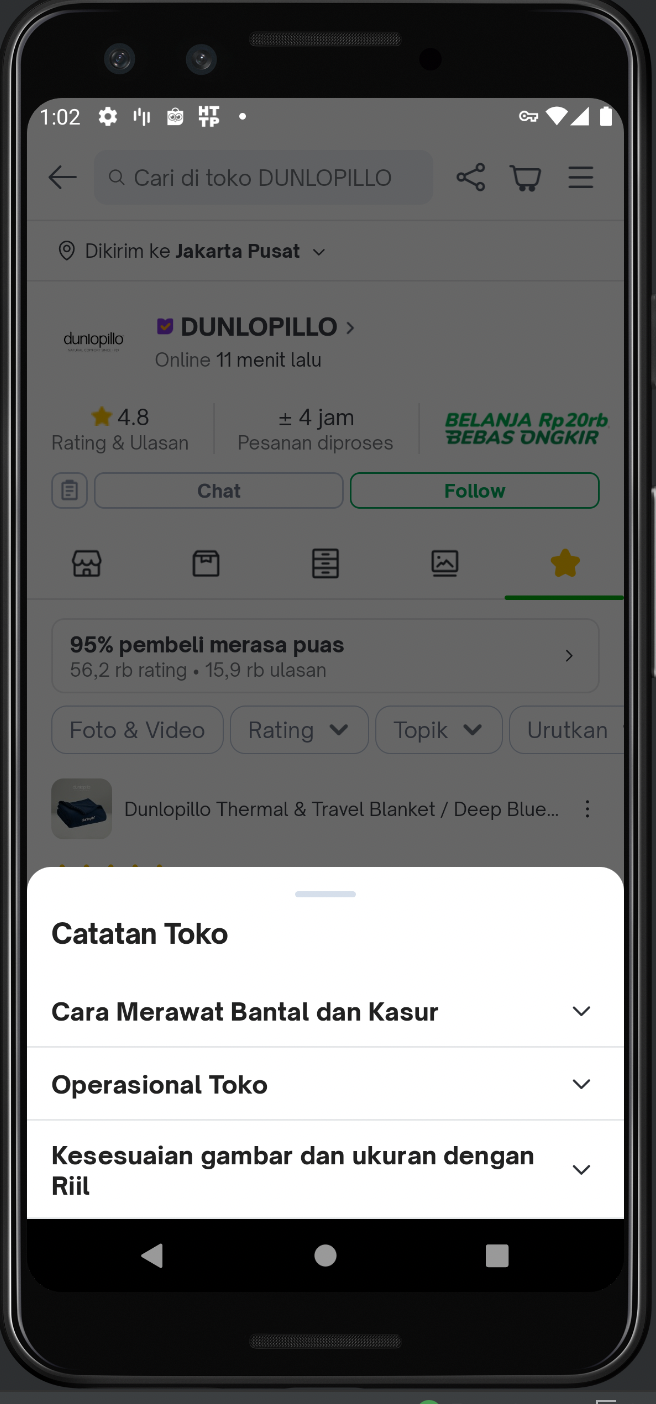 1:02
HT
TP
Cari di toko DUNLOPILLO
Dikirim ke Jakarta Pusat
dunlopillo
DUNLOPILLO
Online 11 menit lalu
4.8
Rating & Ulasan
± 4 jam
Pesanan diproses
BELANJA Rp20rb
BEBAS ONGKIR
Chat
Follow
95% pembeli merasa puas
56,2 rb rating • 15,9 rb ulasan
Foto & Video
Rating
Topik
Urutkan
Dunlopillo Thermal & Travel Blanket / Deep Blue...
Catatan Toko
Cara Merawat Bantal dan Kasur
Operasional Toko
Kesesuaian gambar dan ukuran dengan
Riil